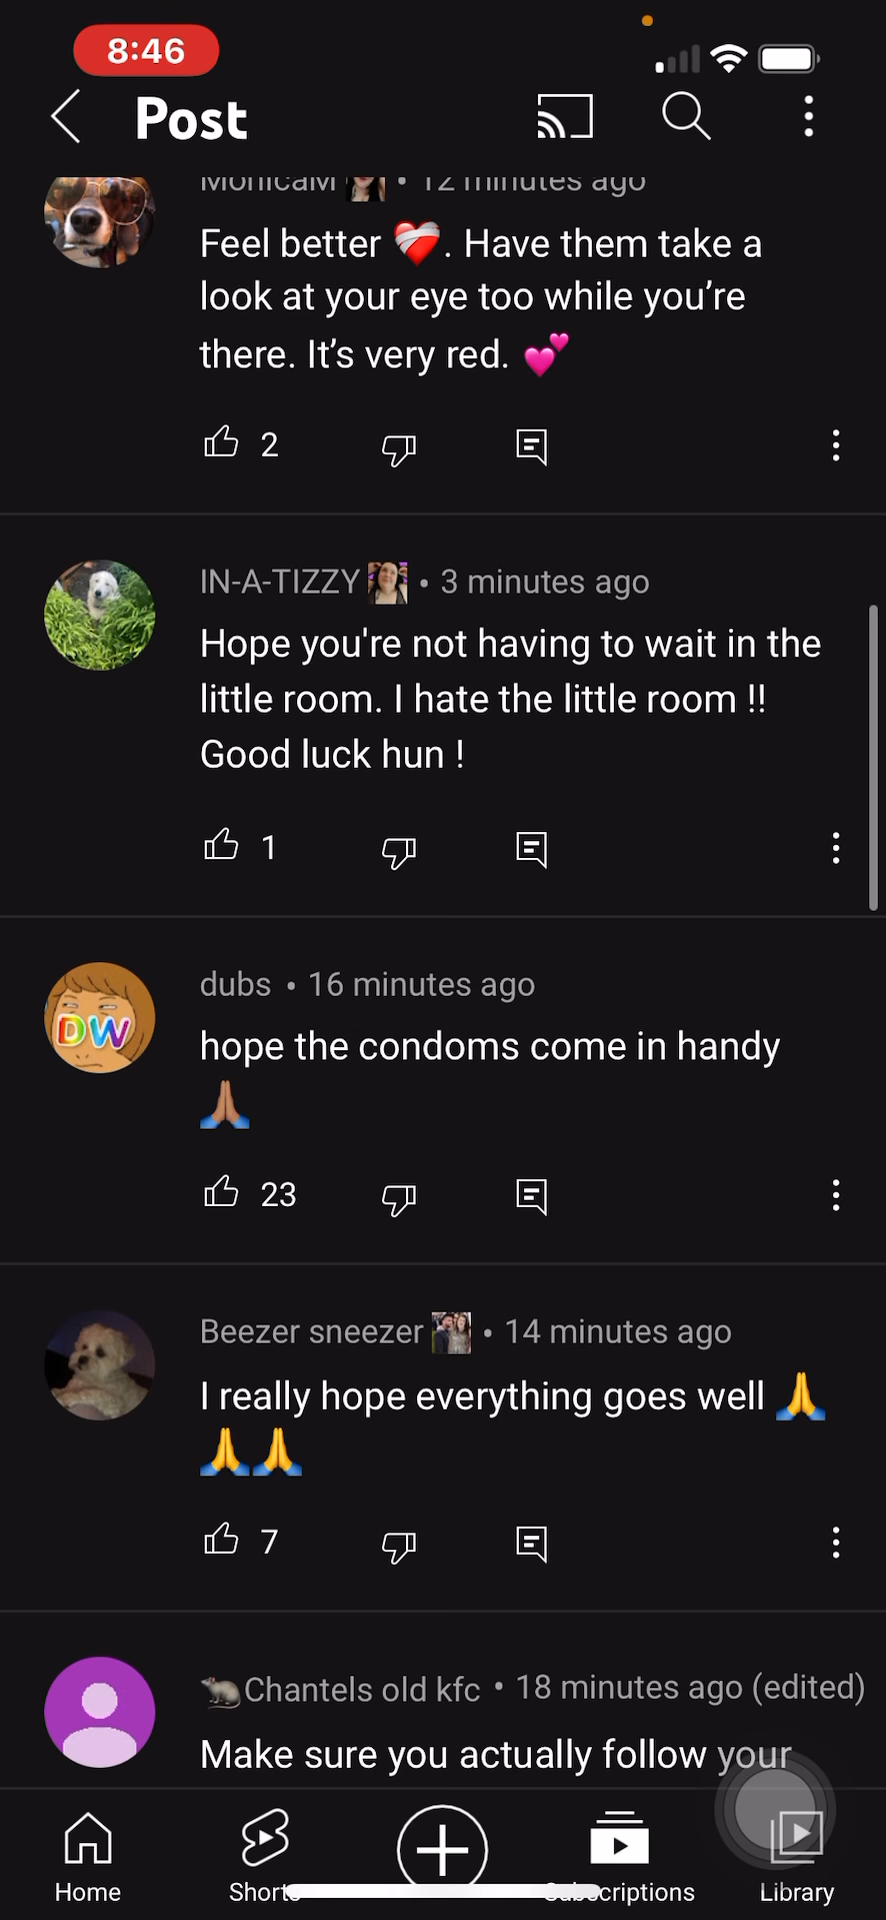 8:46
Post
MonicaM • 12 minutes ago
Feel better ❤️‍🩹. Have them take a
look at your eye too while you’re
there. It’s very red. 💕
2
IN-A-TIZZY • 3 minutes ago
Hope you're not having to wait in the
little room. I hate the little room !!
Good luck hun !
1
DW
dubs • 16 minutes ago
hope the condoms come in handy
🙏🏽
23
Beezer sneezer • 14 minutes ago
I really hope everything goes well 🙏
🙏🙏
7
🐀Chantels old kfc • 18 minutes ago (edited)
Make sure you actually follow your
Home Shorts Subscriptions Library